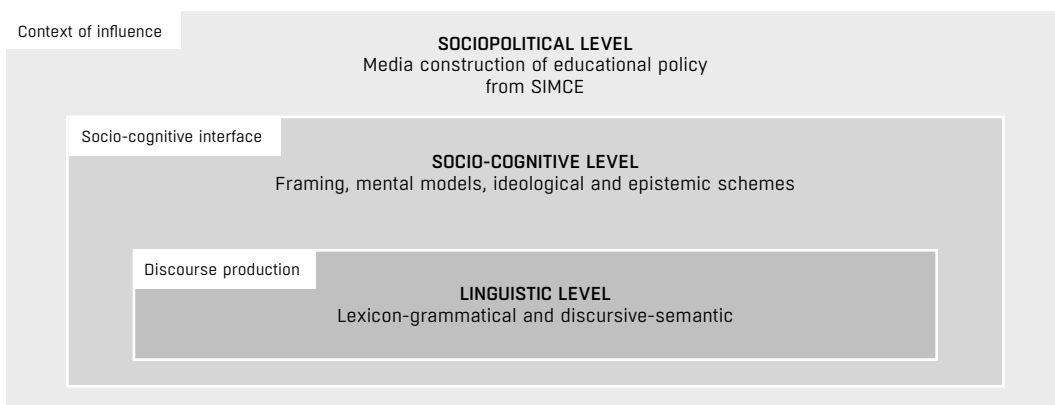 Context of influence
SOCIOPOLITICAL LEVEL
Media construction of educational policy
from SIMCE
Socio-cognitive interface
SOCIO-COGNITIVE LEVEL
Framing, mental models, ideological and epistemic schemes
Discourse production
LINGUISTIC LEVEL
Lexicon-grammatical and discursive-semantic